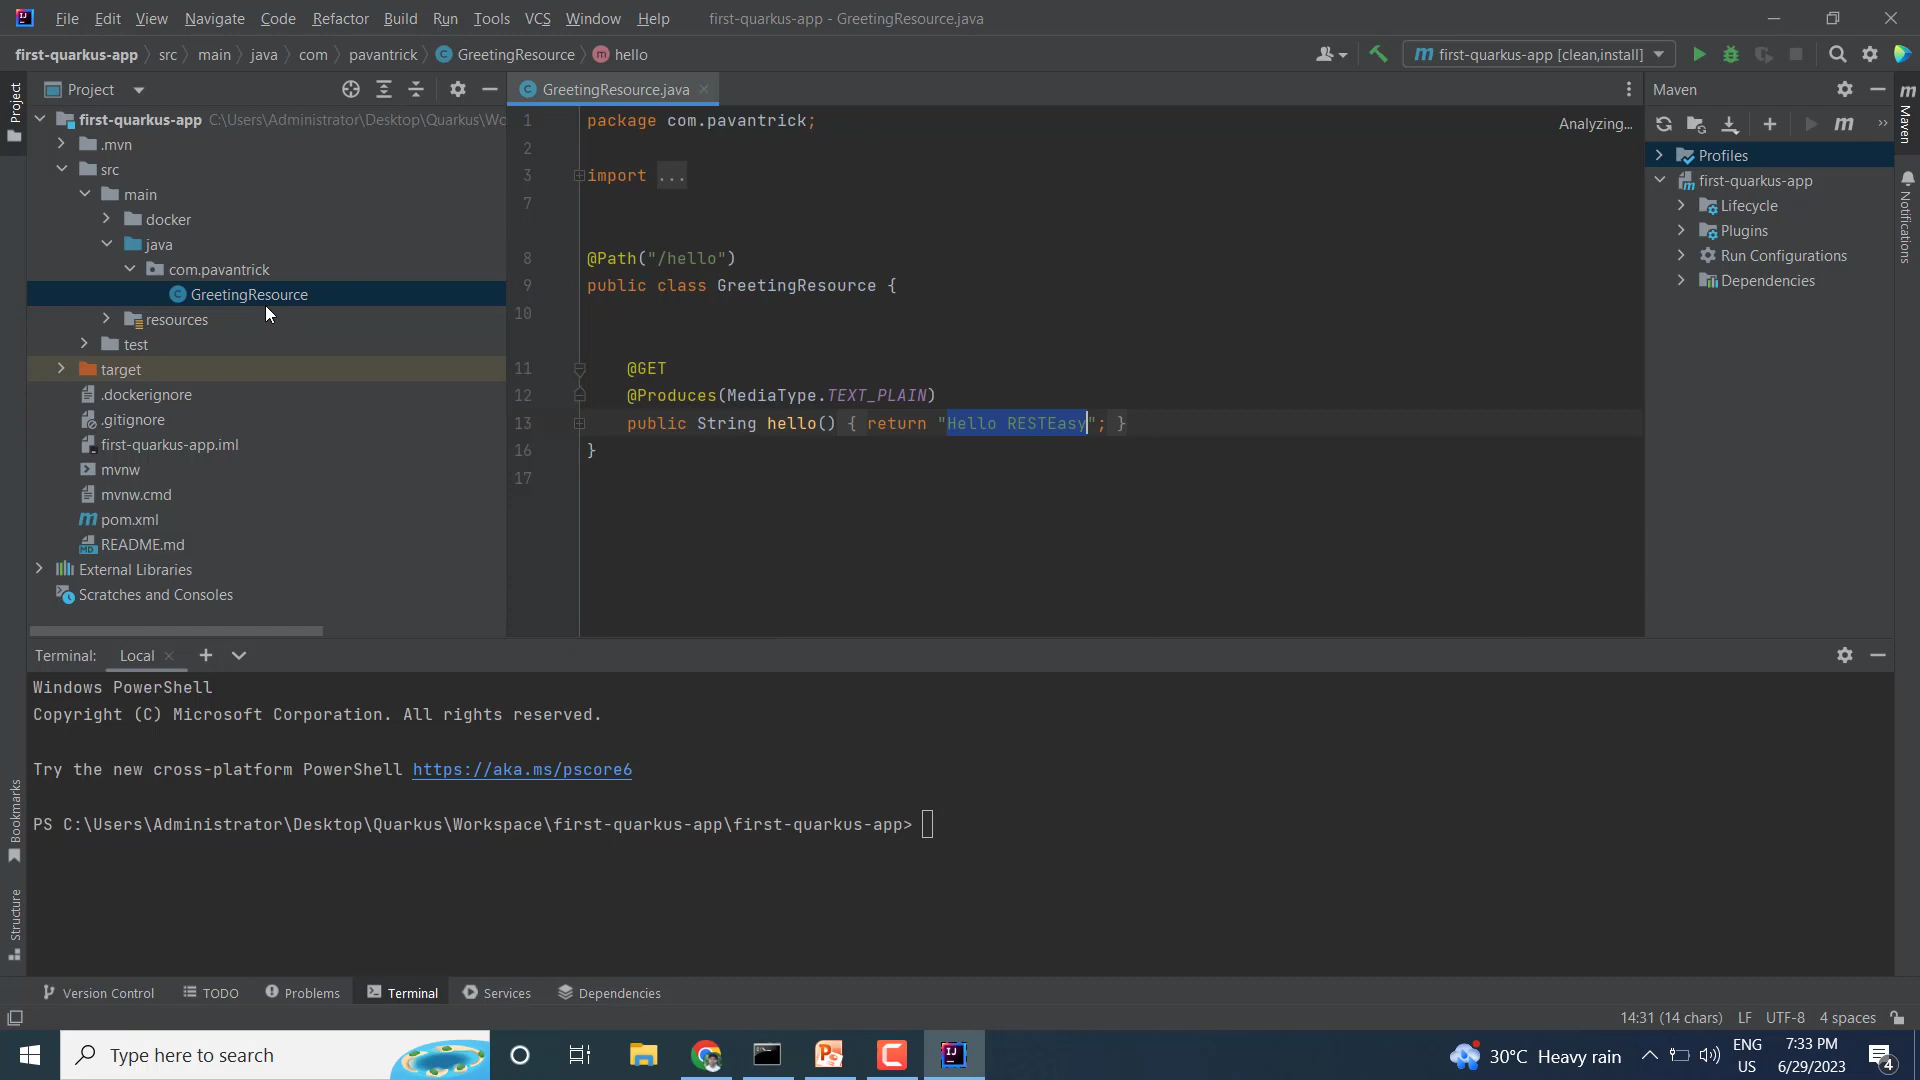 File Edit View Navigate Code Refactor Build Run Tools VCS Window Help first-quarkus-app - GreetingResource.java
first-quarkus-app src main java com pavantrick GreetingResource hello
first-quarkus-app [clean,install]
Project
GreetingResource.java
Maven
first-quarkus-app C:\Users\Administrator\Desktop\Quarkus\Wo
.mvn
src
main
docker
java
com.pavantrick
GreetingResource
resources
test
target
.dockerignore
.gitignore
first-quarkus-app.iml
mvnw
mvnw.cmd
pom.xml
README.md
External Libraries
Scratches and Consoles
1 package com.pavantrick;
Analyzing...
2
3 import ...
7
8 @Path("/hello")
9 public class GreetingResource {
10
11 @GET
12 @Produces(MediaType.TEXT_PLAIN)
13 public String hello() { return "Hello RESTEasy"; }
16 }
17
Profiles
first-quarkus-app
Lifecycle
Plugins
Run Configurations
Dependencies
Project
Bookmarks
Structure
Maven
Notifications
Terminal: Local
Windows PowerShell
Copyright (C) Microsoft Corporation. All rights reserved.
Try the new cross-platform PowerShell https://aka.ms/pscore6
PS C:\Users\Administrator\Desktop\Quarkus\Workspace\first-quarkus-app\first-quarkus-app>
Version Control TODO Problems Terminal Services Dependencies
14:31 (14 chars) LF UTF-8 4 spaces
Type here to search
30°C Heavy rain
ENG
US
7:33 PM
6/29/2023
4